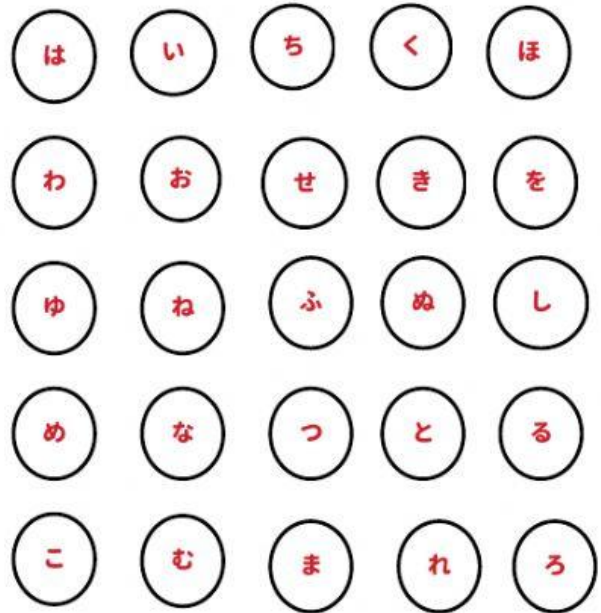 は い ち く ほ
わ お せ き を
ゆ ね ふ ぬ し
め な つ と る
こ む ま れ ろ